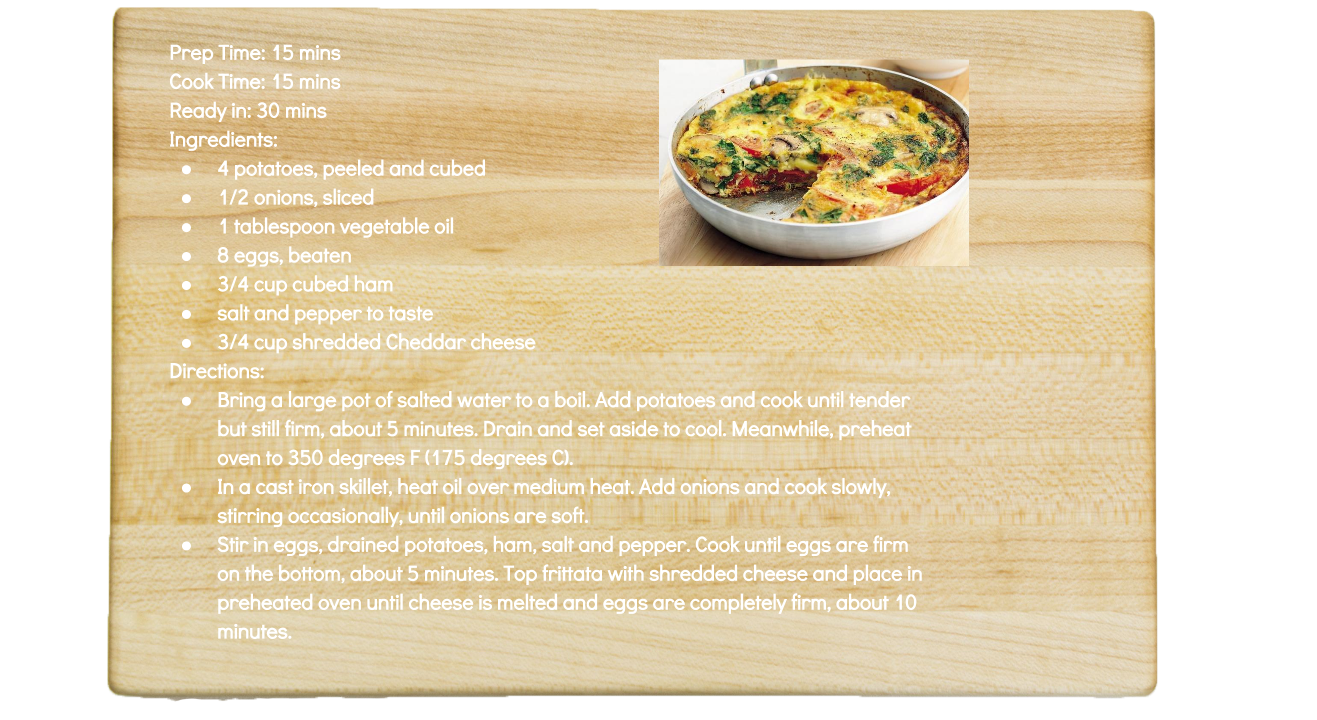 Prep Time: 15 mins
Cook Time: 15 mins
Ready in: 30 mins
Ingredients:
● 4 potatoes, peeled and cubed
● 1/2 onions, sliced
● 1 tablespoon vegetable oil
● 8 eggs, beaten
● 3/4 cup cubed ham
● salt and pepper to taste
● 3/4 cup shredded Cheddar cheese
Directions:
● Bring a large pot of salted water to a boil. Add potatoes and cook until tender
but still firm, about 5 minutes. Drain and set aside to cool. Meanwhile, preheat
oven to 350 degrees F (175 degrees C).
● In a cast iron skillet, heat oil over medium heat. Add onions and cook slowly,
stirring occasionally, until onions are soft.
● Stir in eggs, drained potatoes, ham, salt and pepper. Cook until eggs are firm
on the bottom, about 5 minutes. Top frittata with shredded cheese and place in
preheated oven until cheese is melted and eggs are completely firm, about 10
minutes.